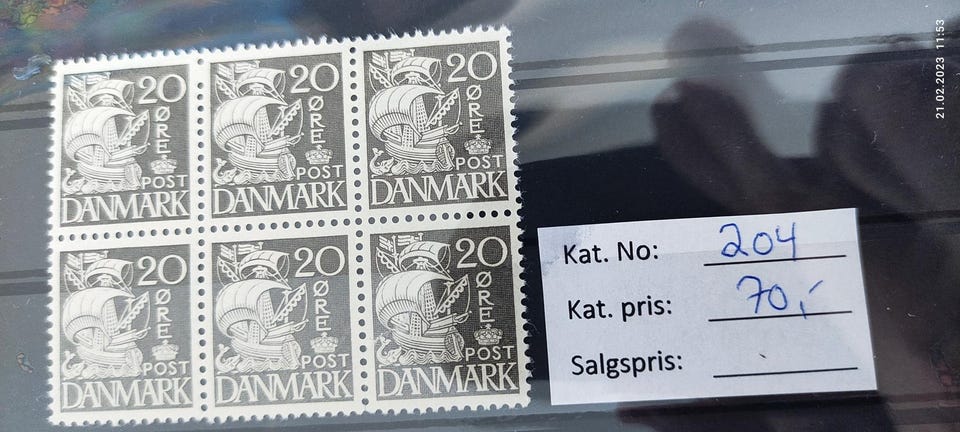 20 ØRE POST DANMARK
20 ØRE POST DANMARK
20 ØRE POST DANMARK
20 ØRE POST DANMARK
20 ØRE POST DANMARK
20 ØRE POST DANMARK
Kat. No: 204
Kat. pris: 70,-
Salgspris:
21.02.2023 11:53